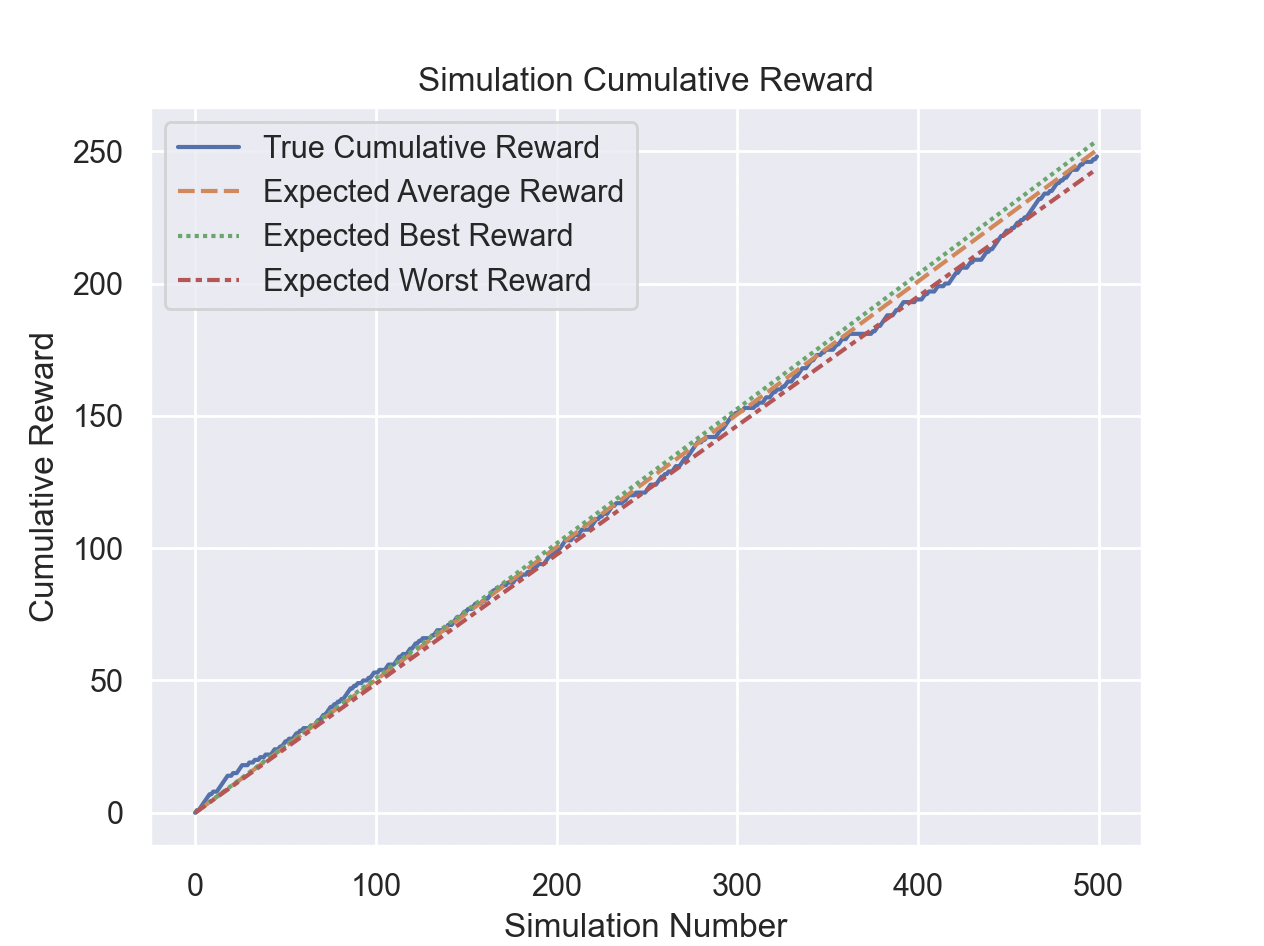 Simulation Cumulative Reward
True Cumulative Reward
Expected Average Reward
Expected Best Reward
Expected Worst Reward
Cumulative Reward
250
200
150
100
50
0
0 100 200 300 400 500
Simulation Number